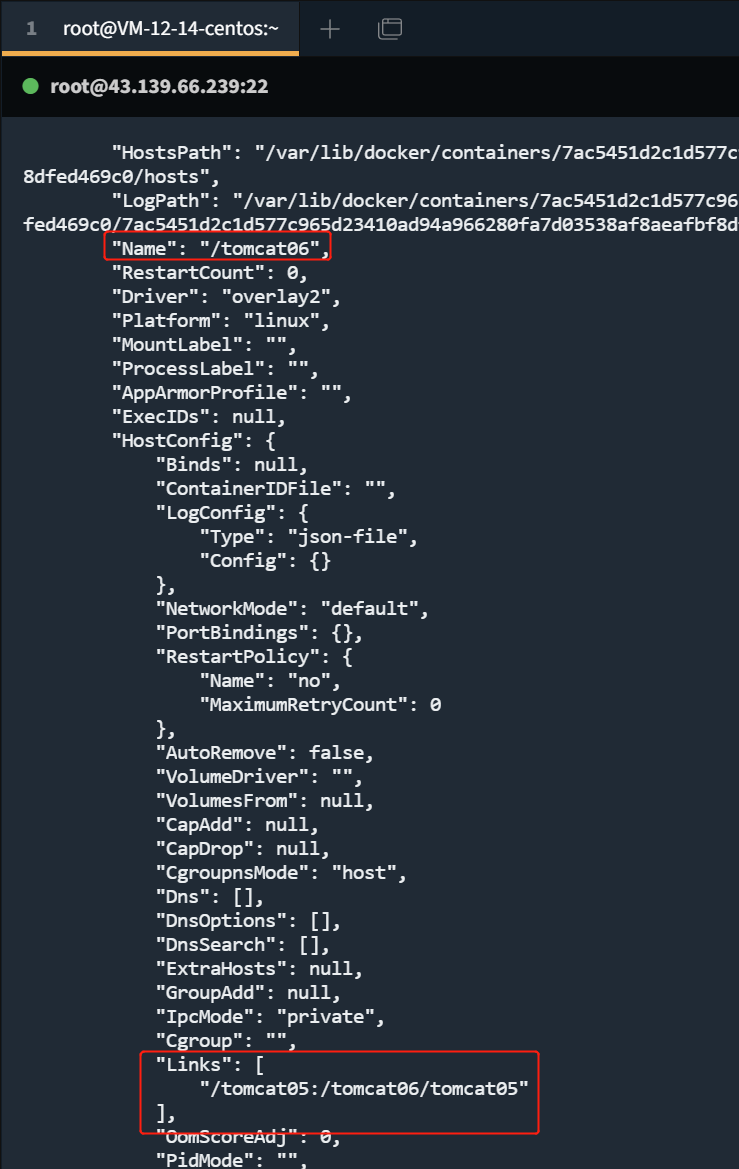 1 root@VM-12-14-centos:~
root@43.139.66.239:22
"HostsPath": "/var/lib/docker/containers/7ac5451d2c1d577c
8dfed469c0/hosts",
"LogPath": "/var/lib/docker/containers/7ac5451d2c1d577c96
fed469c0/7ac5451d2c1d577c965d23410ad94a966280fa7d03538af8aeafbf8d
"Name": "/tomcat06",
"RestartCount": 0,
"Driver": "overlay2",
"Platform": "linux",
"MountLabel": "",
"ProcessLabel": "",
"AppArmorProfile": "",
"ExecIDs": null,
"HostConfig": {
"Binds": null,
"ContainerIDFile": "",
"LogConfig": {
"Type": "json-file",
"Config": {}
},
"NetworkMode": "default",
"PortBindings": {},
"RestartPolicy": {
"Name": "no",
"MaximumRetryCount": 0
},
"AutoRemove": false,
"VolumeDriver": "",
"VolumesFrom": null,
"CapAdd": null,
"CapDrop": null,
"CgroupnsMode": "host",
"Dns": [],
"DnsOptions": [],
"DnsSearch": [],
"ExtraHosts": null,
"GroupAdd": null,
"IpcMode": "private",
"Cgroup": "",
"Links": [
"/tomcat05:/tomcat06/tomcat05"
],
"OomScoreAdj": 0,
"PidMode": "",